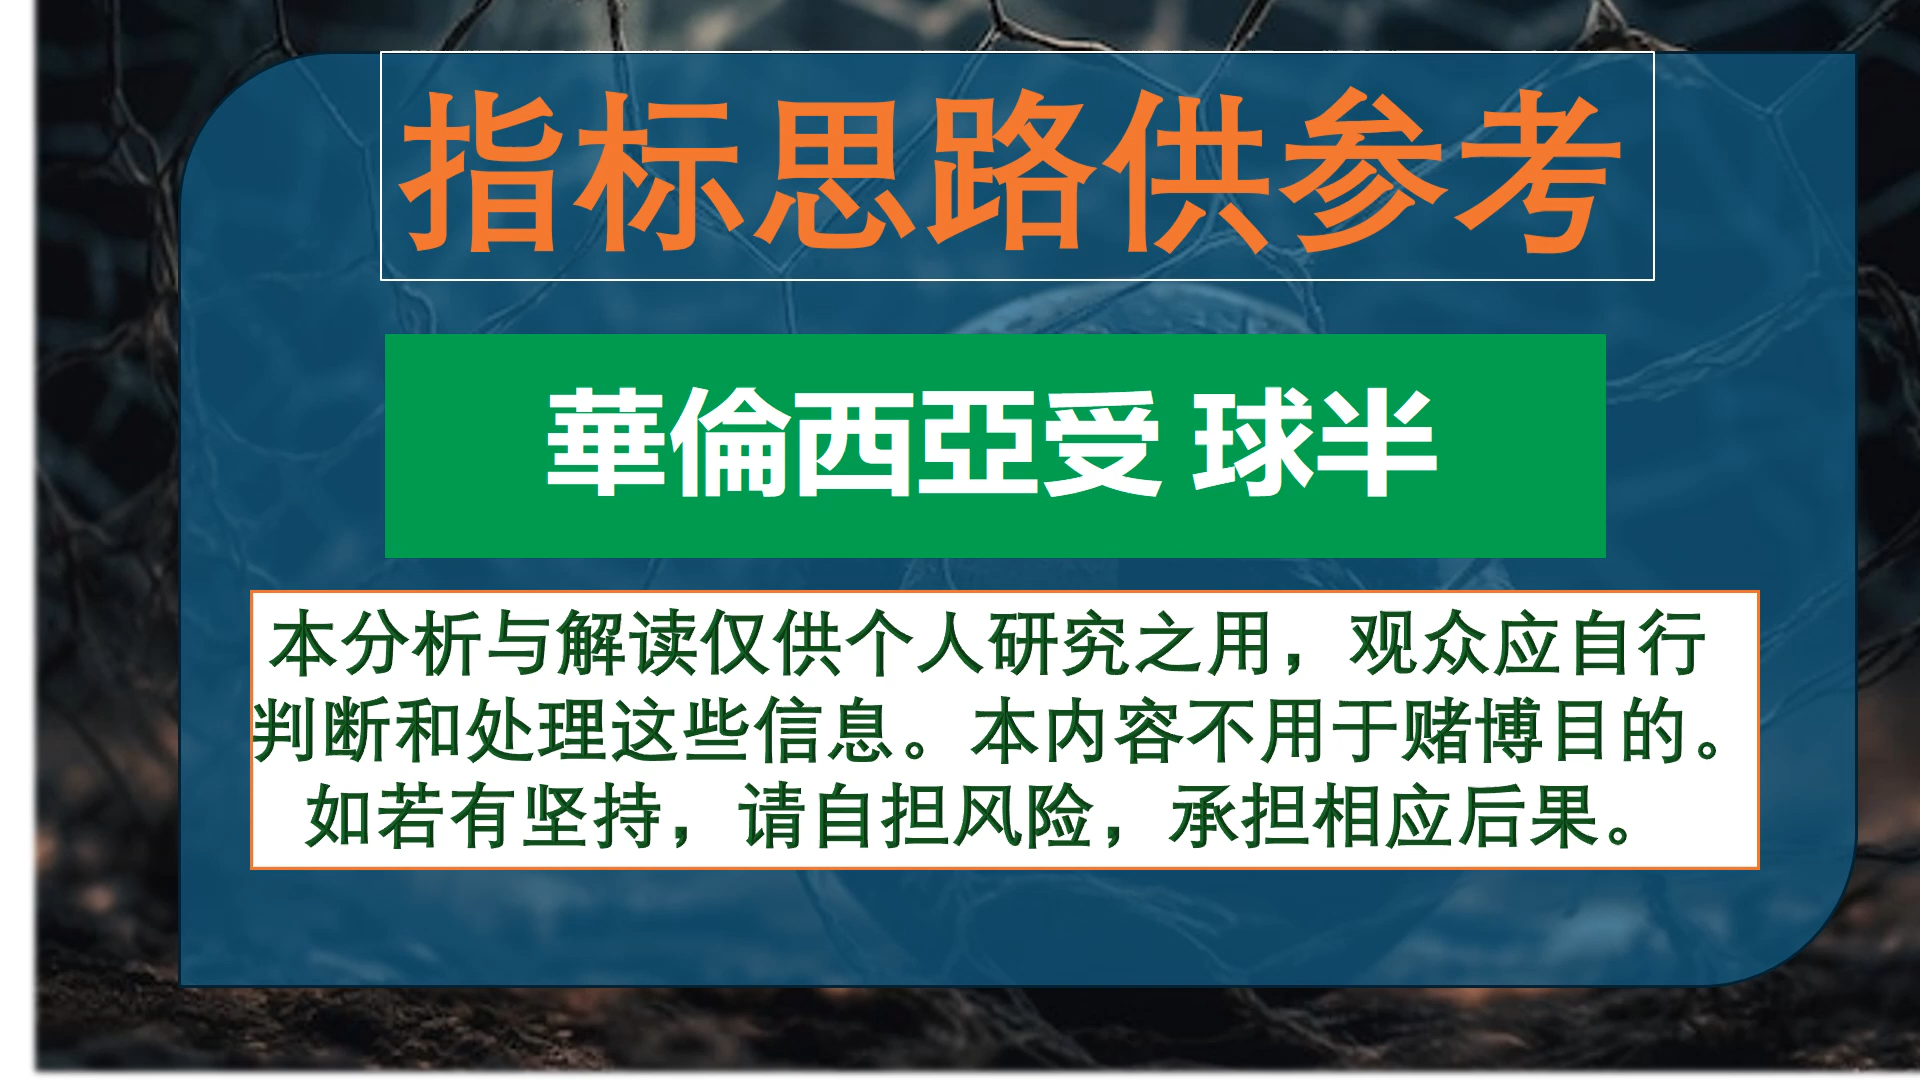 指标思路供参考
華倫西亞受 球半
本分析与解读仅供个人研究之用，观众应自行
判断和处理这些信息。本内容不用于赌博目的。
如若有坚持，请自担风险，承担相应后果。